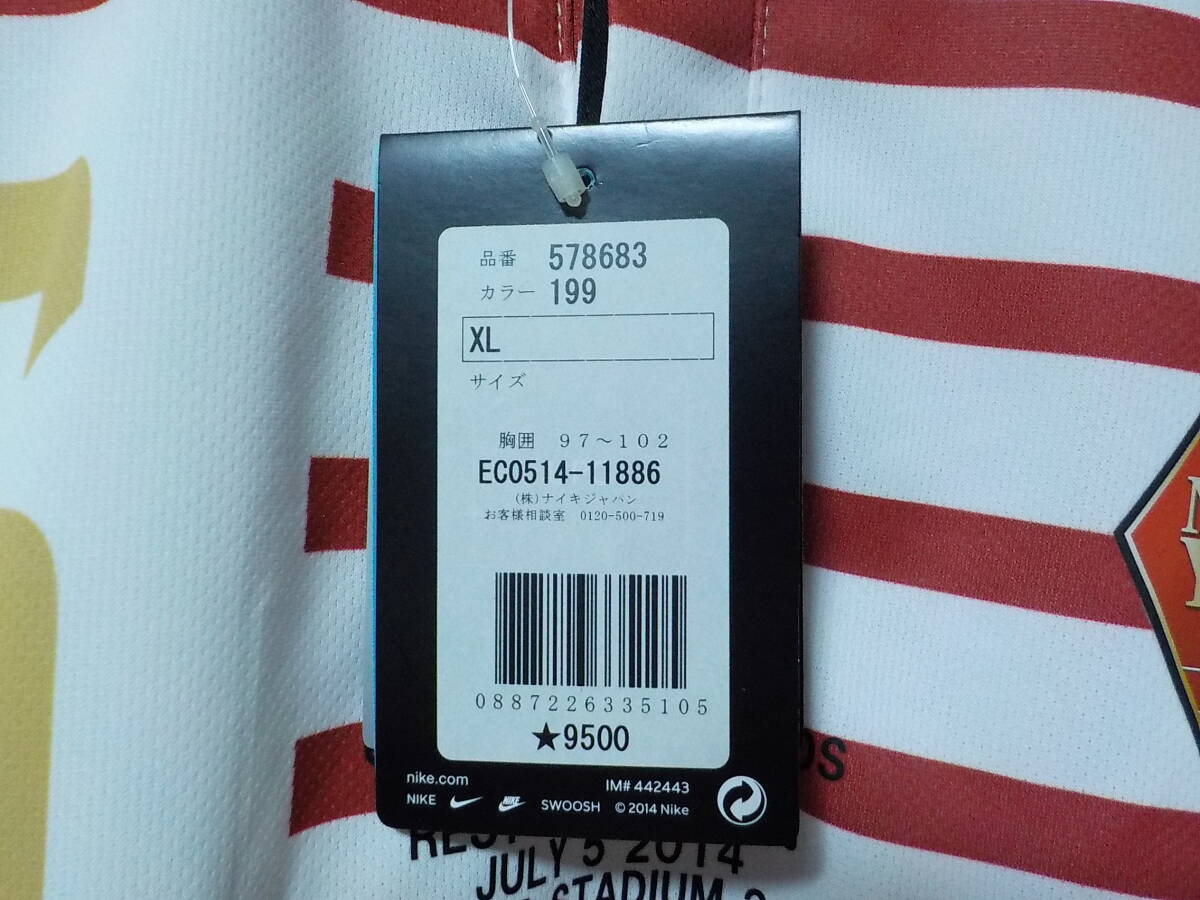 品番 578683
カラー 199
XL
サイズ
胸囲 97～102
EC0514-11886
(株)ナイキジャパン
お客様相談室 0120-500-719
0887226335105
★9500
nike.com
IM# 442443
NIKE SWOOSH © 2014 Nike
JULY 5 2014
STADIUM